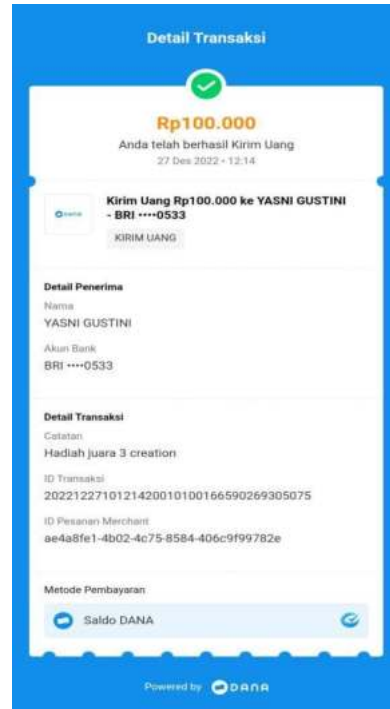 Detail Transaksi
Rp100.000
Anda telah berhasil Kirim Uang
27 Des 2022 • 12:14
DANA
Kirim Uang Rp100.000 ke YASNI GUSTINI
- BRI ••••0533
KIRIM UANG
Detail Penerima
Nama
YASNI GUSTINI
Akun Bank
BRI ••••0533
Detail Transaksi
Catatan
Hadiah juara 3 creation
ID Transaksi
20221227101214200101001665902693​05075
ID Pesanan Merchant
ae4a8fe1-4b02-4c75-8584-406c9f99782e
Metode Pembayaran
Saldo DANA
Powered by DANA